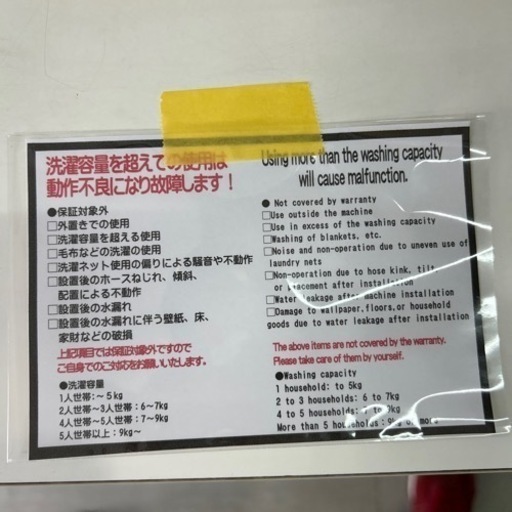 洗濯容量を超えての使用は
動作不良になり故障します！
●保証対象外
□外置きでの使用
□洗濯容量を超える使用
□毛布などの洗濯の使用
□洗濯ネット使用の偏りによる騒音や不動作
□設置後のホースねじれ、傾斜、
配置による不動作
□設置後の水漏れ
□設置後の水漏れに伴う壁紙、床、
家財などの破損
上記項目では保証対象外ですので
ご自身でのご対応をお願いいたします。
●洗濯容量
1人世帯：～5kg
2人世帯～3人世帯：6～7kg
4人世帯～5人世帯：7～9kg
5人世帯以上：9kg～
Using more than the washing capacity
will cause malfunction.
● Not covered by warranty
□Use outside the machine
□Use in excess of the washing capacity
□Washing of blankets, etc.
□Noise and non-operation due to uneven use of
laundry nets
□Non-operation due to hose kink, tilt,
or placement after installation
□Water leakage after machine installation
□Damage to wallpaper, floors, or household
goods due to water leakage after installation
The above items are not covered by the warranty.
Please take care of them by yourself.
●Washing capacity
1 household: to 5kg
2 to 3 households: 6 to 7kg
4 to 5 households: 7 to 9kg
More than 5 households: 9kg or more